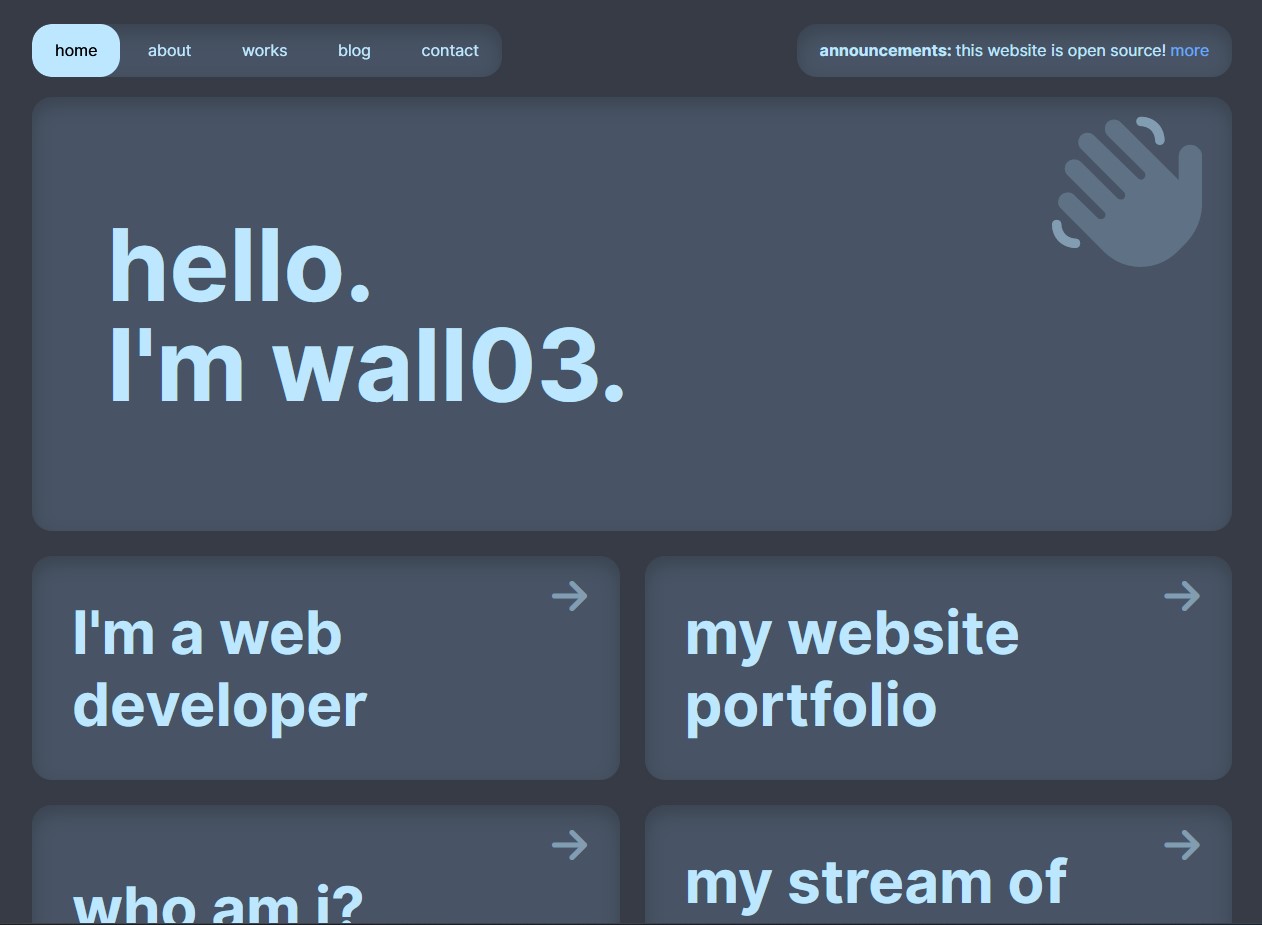 home about works blog contact
announcements: this website is open source! more
hello.
I'm wall03.
I'm a web
developer
my website
portfolio
who am i?
my stream of